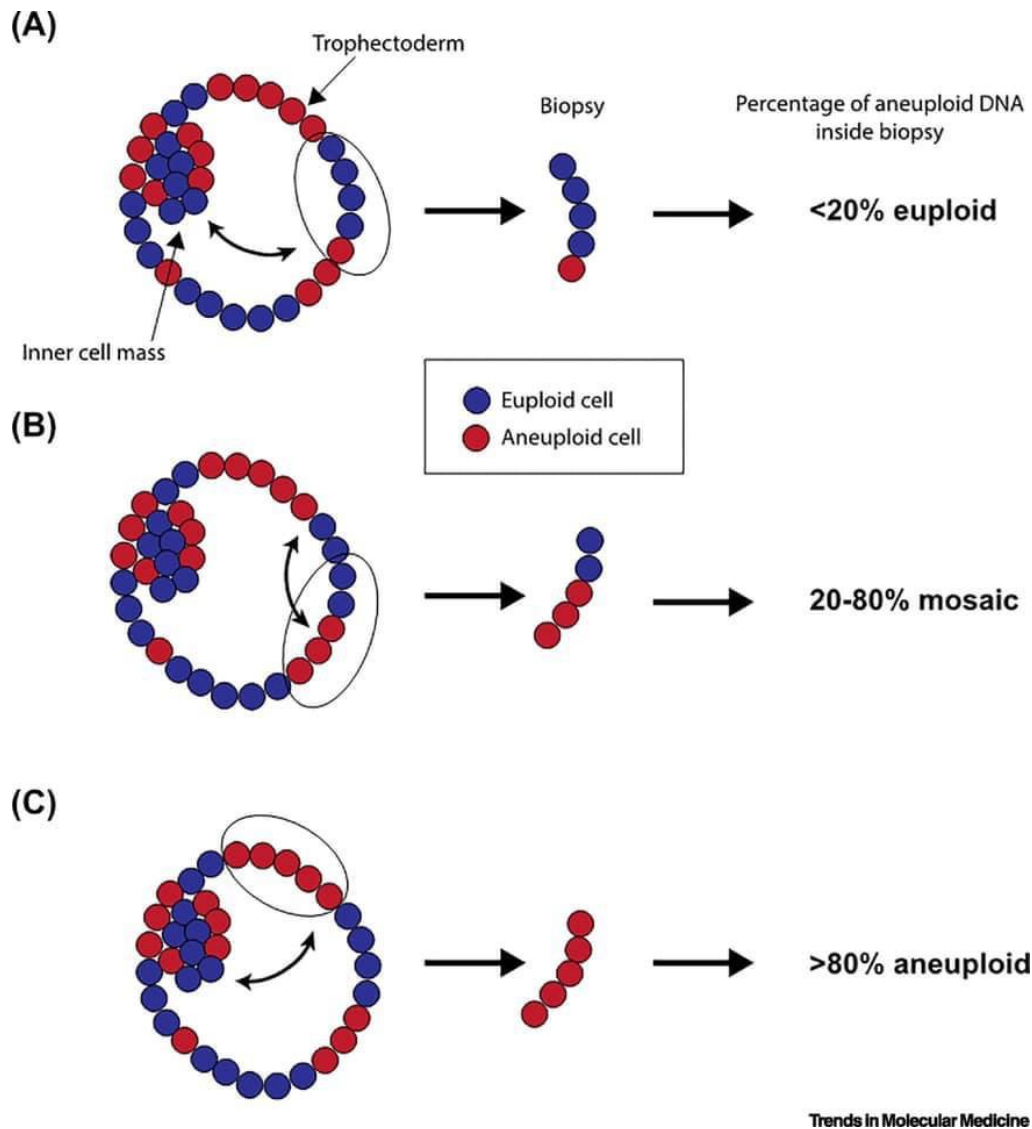 (A)
Trophectoderm
Biopsy
Percentage of aneuploid DNA
inside biopsy
<20% euploid
Inner cell mass
Euploid cell
Aneuploid cell
(B)
20-80% mosaic
(C)
>80% aneuploid
Trends in Molecular Medicine